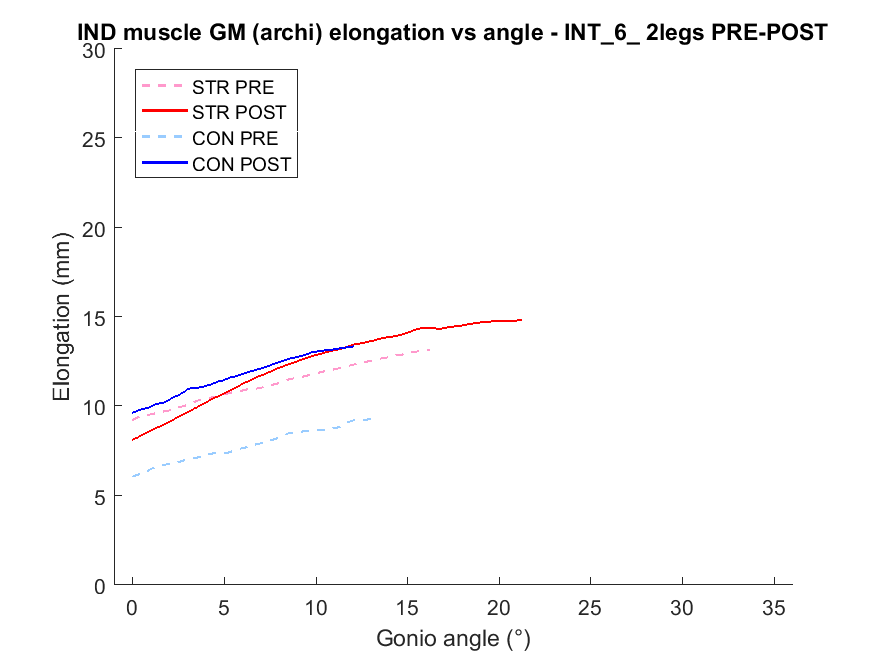 IND muscle GM (archi) elongation vs angle - INT_6_ 2legs PRE-POST
30
25
20
15
10
5
0
Elongation (mm)
STR PRE
STR POST
CON PRE
CON POST
0 5 10 15 20 25 30 35
Gonio angle (°)